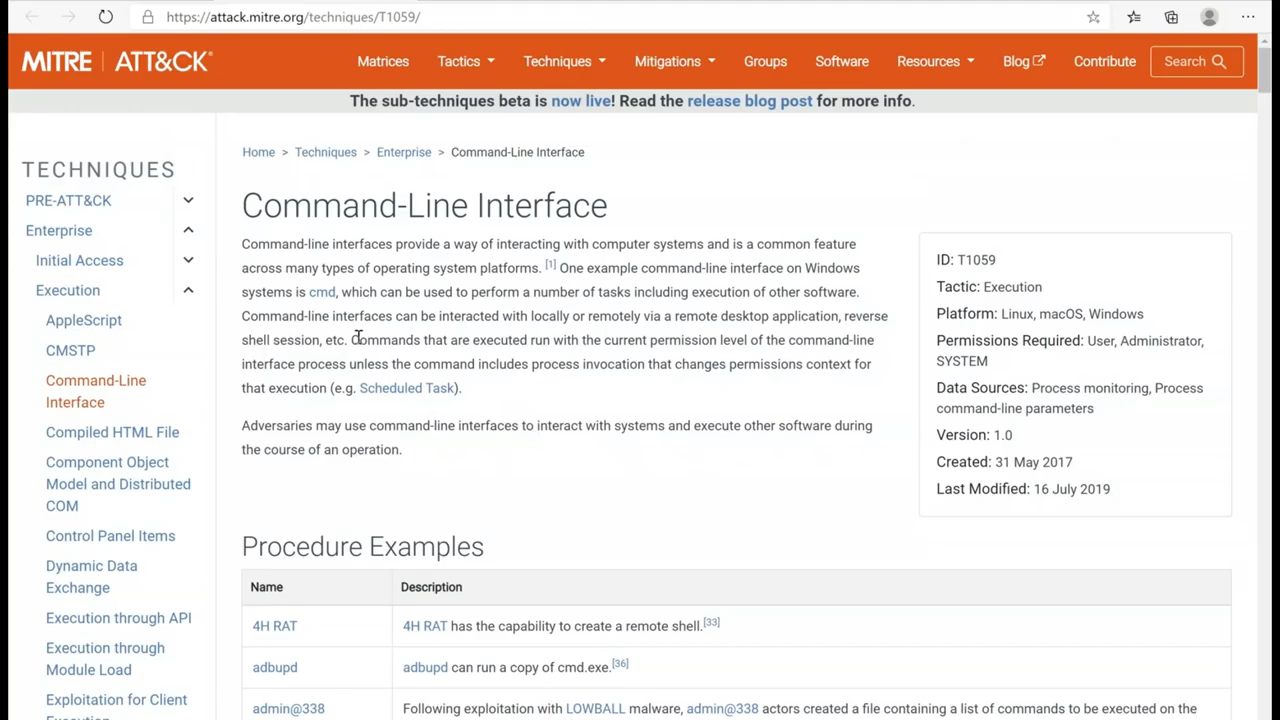 https://attack.mitre.org/techniques/T1059/
MITRE | ATT&CK®
Matrices Tactics Techniques Mitigations Groups Software Resources Blog Contribute Search
The sub-techniques beta is now live! Read the release blog post for more info.
TECHNIQUES
PRE-ATT&CK
Enterprise
Initial Access
Execution
AppleScript
CMSTP
Command-Line
Interface
Compiled HTML File
Component Object
Model and Distributed
COM
Control Panel Items
Dynamic Data
Exchange
Execution through API
Execution through
Module Load
Exploitation for Client
Execution
Home > Techniques > Enterprise > Command-Line Interface
Command-Line Interface
Command-line interfaces provide a way of interacting with computer systems and is a common feature
across many types of operating system platforms. [1] One example command-line interface on Windows
systems is cmd, which can be used to perform a number of tasks including execution of other software.
Command-line interfaces can be interacted with locally or remotely via a remote desktop application, reverse
shell session, etc. Commands that are executed run with the current permission level of the command-line
interface process unless the command includes process invocation that changes permissions context for
that execution (e.g. Scheduled Task).
Adversaries may use command-line interfaces to interact with systems and execute other software during
the course of an operation.
ID: T1059
Tactic: Execution
Platform: Linux, macOS, Windows
Permissions Required: User, Administrator,
SYSTEM
Data Sources: Process monitoring, Process
command-line parameters
Version: 1.0
Created: 31 May 2017
Last Modified: 16 July 2019
Procedure Examples
Name Description
4H RAT 4H RAT has the capability to create a remote shell.[33]
adbupd adbupd can run a copy of cmd.exe.[36]
admin@338 Following exploitation with LOWBALL malware, admin@338 actors created a file containing a list of commands to be executed on the